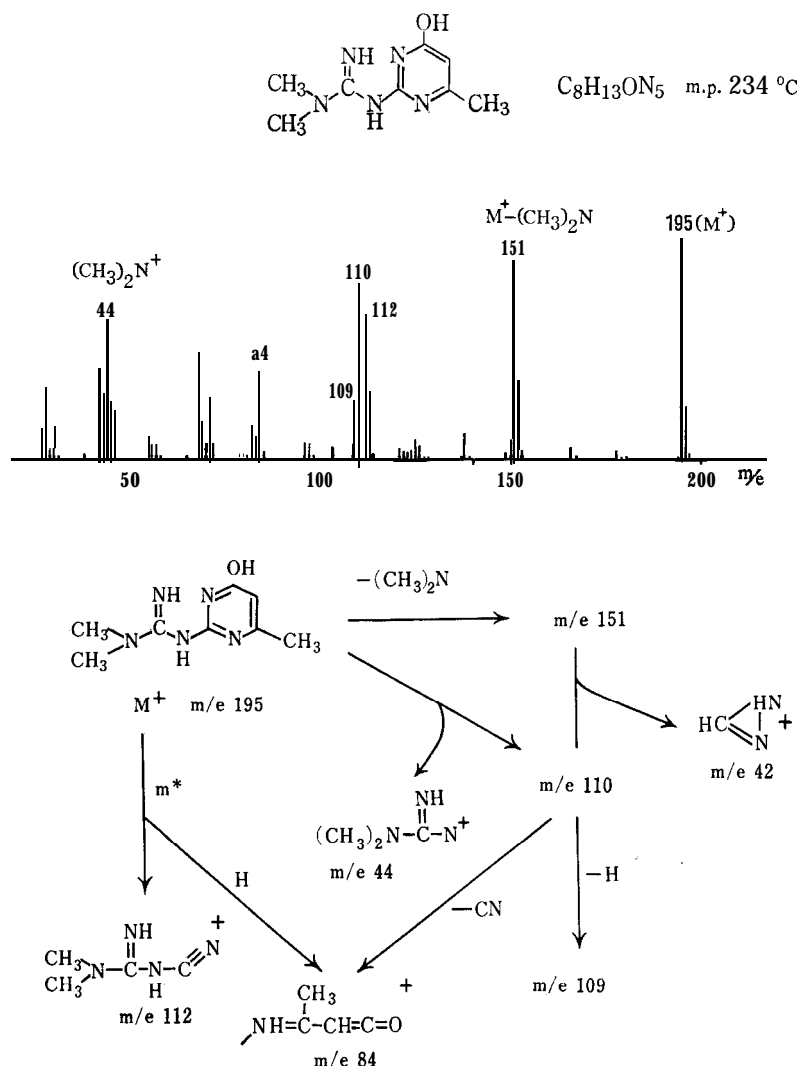 OH
NH N
CH3 N C N N CH3
CH3 H
C8H13ON5 m.p. 234 °C
M+-(CH3)2N
195(M+)
151
(CH3)2N+
44
110
112
a4
109
50 100 150 200 m/e
OH
NH N
CH3 N C N N CH3
CH3 H
M+ m/e 195
-(CH3)2N
m/e 151
HC HN N +
m/e 42
m/e 110
m*
NH
(CH3)2N-C-N+
m/e 44
H
-CN
-H
NH +
CH3 N-C-N-C≡N
CH3 H
m/e 112
CH3 +
NH=C-CH=C=O
m/e 84
m/e 109